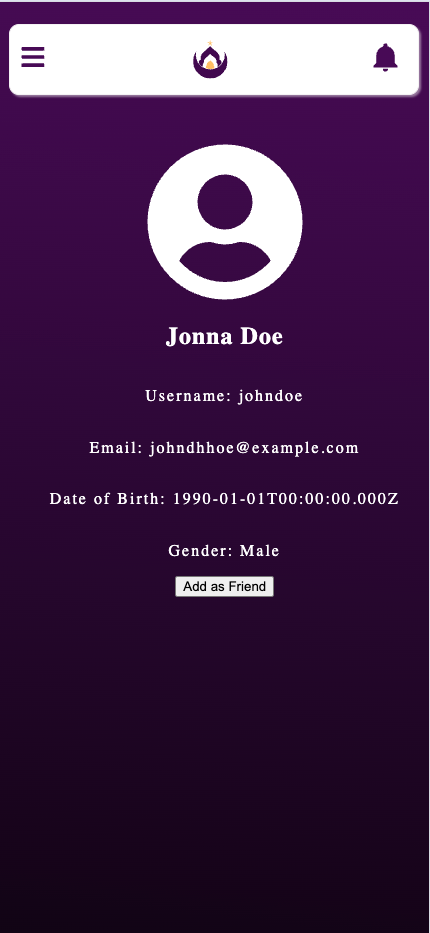 Jonna Doe
Username: johndoe
Email: johndhhoe@example.com
Date of Birth: 1990-01-01T00:00:00.000Z
Gender: Male
Add as Friend